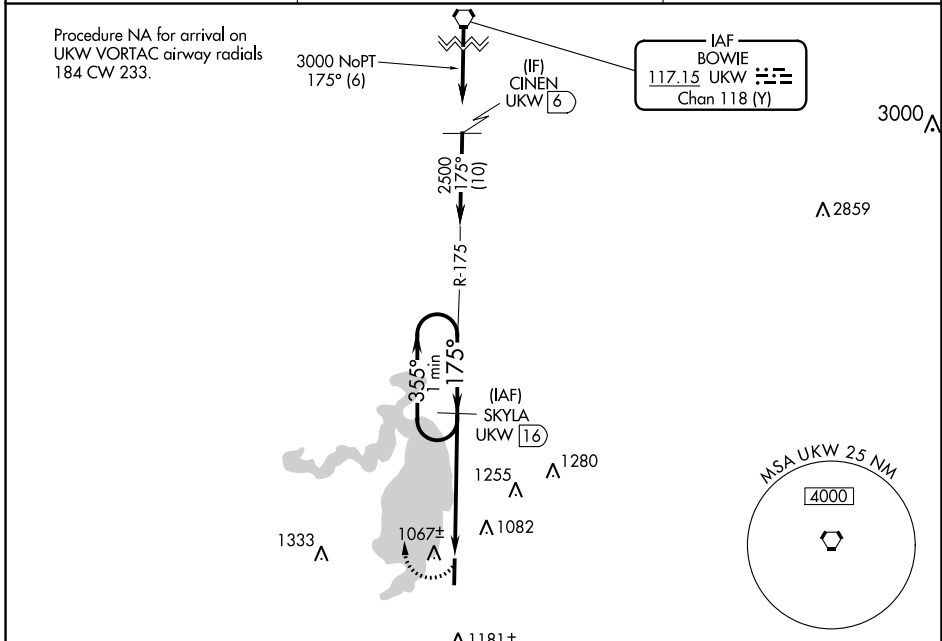 Procedure NA for arrival on
UKW VORTAC airway radials
184 CW 233.
3000 NoPT
175° (6)
(IF)
CINEN
UKW 6
IAF
BOWIE
117.15 UKW
Chan 118 (Y)
3000
2859
2500
175°
(10)
R-175
355°
1 min
175°
(IAF)
SKYLA
UKW 16
1255
1280
1082
1333
1067±
MSA UKW 25 NM
4000
1181±